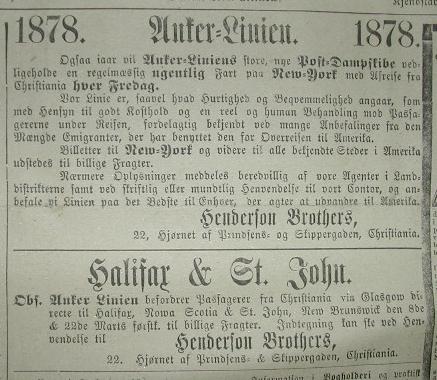 1878. Anker-Linien. 1878.
Ogsaa iaar vil Anker-Liniens store, nye Post-Dampskibe ved-
ligeholde en regelmæssig ugentlig Fart paa New-York med Afreise fra
Christiania hver Fredag.
Vor Linie er, saavel hvad Hurtighed og Beqvemmelighed angaar, som
med Hensyn til godt Kosthold og en reel og human Behandling mod Passa-
gererne under Reisen, fordelagtig bekjendt ved mange Anbefalinger fra den
Mængde Emigranter, der har benyttet den for Overreisen til Amerika.
Billetter til New-York og videre til alle bekjendte Steder i Amerika
udstedes til billige Fragter.
Nærmere Oplysninger meddeles beredvillig af vore Agenter i Land-
distrikterne samt ved skriftlig eller mundtlig Henvendelse til vort Contor, og an-
befale vi Linien paa det Bedste til Enhver, der agter at udvandre til Amerika.
Henderson Brothers,
22, Hjørnet af Prindsens- og Skippergaden, Christiania.
Halifax & St. John.
Obs. Anker Linien befordrer Passagerer fra Christiania via Glasgow di-
recte til Halifax, Nowa Scotia & St. John, New Brunswick den 8de
& 22de Marts førstk. til billige Fragter. Indtegning kan ske ved Hen-
vendelse til Henderson Brothers,
22. Hjørnet af Prindsens- & Skippergaden, Christiania.
i Bogholderi og praktisk